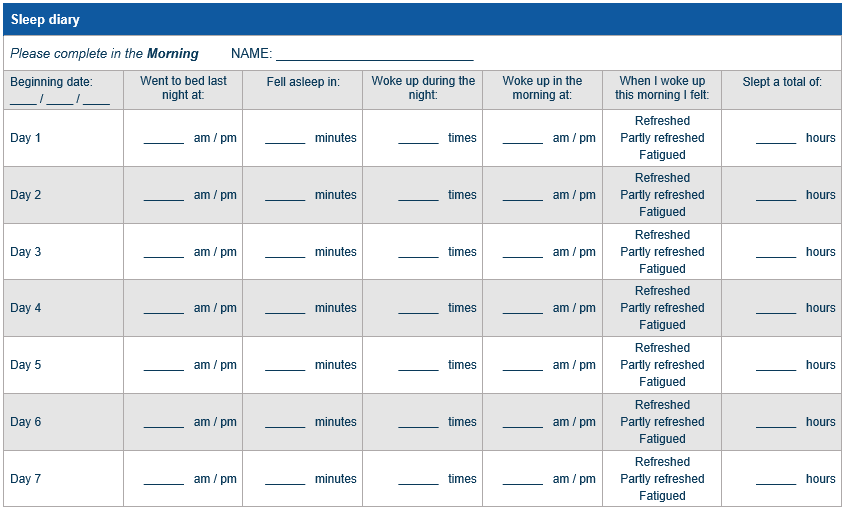 Sleep diary
Please complete in the Morning NAME: ______________________________
Beginning date: Went to bed last Fell asleep in: Woke up during the Woke up in the When I woke up Slept a total of:
____ / ____ / ____ night at: night: morning at: this morning I felt:
Refreshed
Day 1 ______ am / pm ______ minutes ______ times ______ am / pm Partly refreshed ______ hours
Fatigued
Refreshed
Day 2 ______ am / pm ______ minutes ______ times ______ am / pm Partly refreshed ______ hours
Fatigued
Refreshed
Day 3 ______ am / pm ______ minutes ______ times ______ am / pm Partly refreshed ______ hours
Fatigued
Refreshed
Day 4 ______ am / pm ______ minutes ______ times ______ am / pm Partly refreshed ______ hours
Fatigued
Refreshed
Day 5 ______ am / pm ______ minutes ______ times ______ am / pm Partly refreshed ______ hours
Fatigued
Refreshed
Day 6 ______ am / pm ______ minutes ______ times ______ am / pm Partly refreshed ______ hours
Fatigued
Refreshed
Day 7 ______ am / pm ______ minutes ______ times ______ am / pm Partly refreshed ______ hours
Fatigued